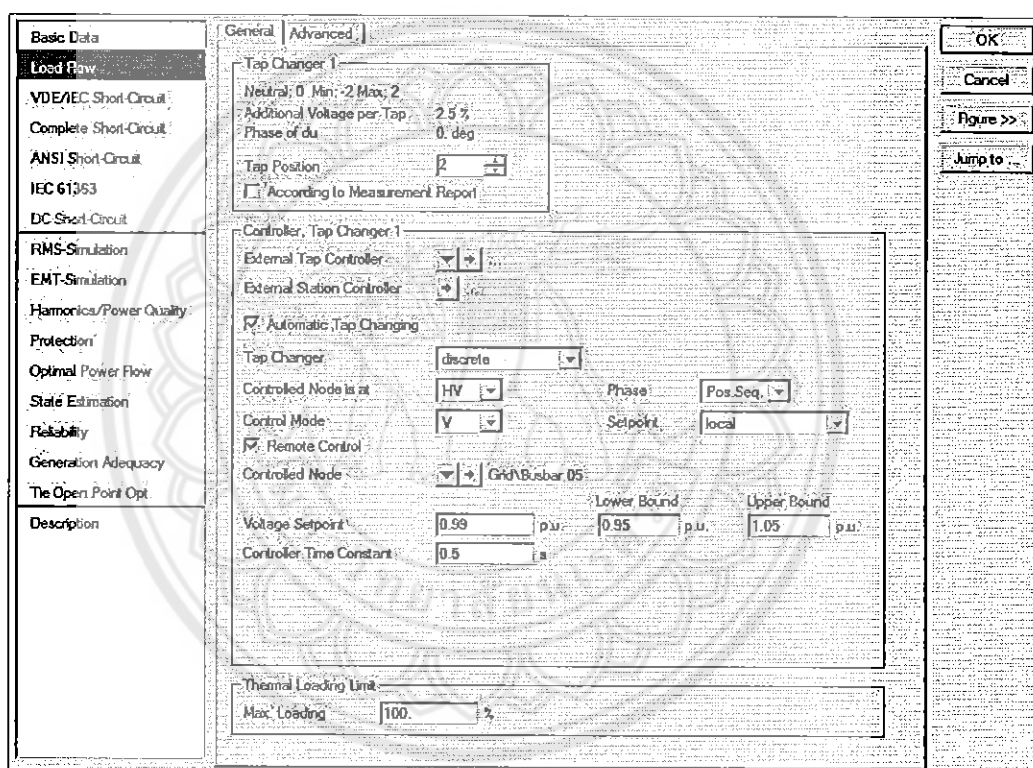 Basic Data
Load Flow
VDE/IEC Short-Circuit
Complete Short-Circuit
ANSI Short-Circuit
IEC 61363
DC Short-Circuit
RMS-Simulation
EMT-Simulation
Harmonics/Power Quality
Protection
Optimal Power Flow
State Estimation
Reliability
Generation Adequacy
Tie Open Point Opt.
Description
General Advanced
Tap Changer 1
Neutral: 0 Min: -2 Max: 2
Additional Voltage per Tap 2.5 %
Phase of du 0. deg
Tap Position 2
According to Measurement Report
Controller, Tap Changer 1
External Tap Controller ...
External Station Controller ...
Automatic Tap Changing
Tap Changer discrete
Controlled Node is at HV Phase Pos.Seq.
Control Mode V Setpoint local
Remote Control
Controlled Node Grid\Busbar 05
Lower Bound Upper Bound
Voltage Setpoint 0.99 p.u. 0.95 p.u. 1.05 p.u.
Controller Time Constant 0.5 s
Thermal Loading Limit
Max. Loading 100. %
OK
Cancel
Figure >>
Jump to ...